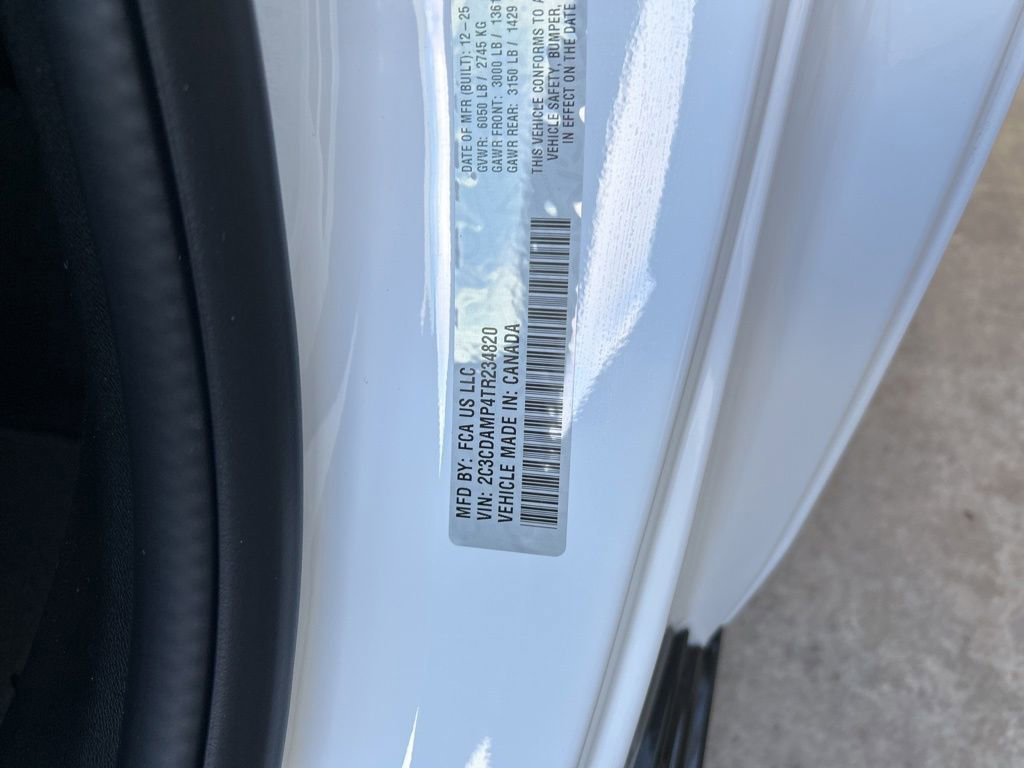 MFD BY: FCA US LLC
VIN: 2C3CDAMP4TR234820
VEHICLE MADE IN: CANADA
DATE OF MFR (BUILT): 12-25
GVWR: 6050 LB / 2745 KG
GAWR FRONT: 3000 LB / 1361
GAWR REAR: 3150 LB / 1429
THIS VEHICLE CONFORMS TO A
VEHICLE SAFETY, BUMPER,
IN EFFECT ON THE DATE